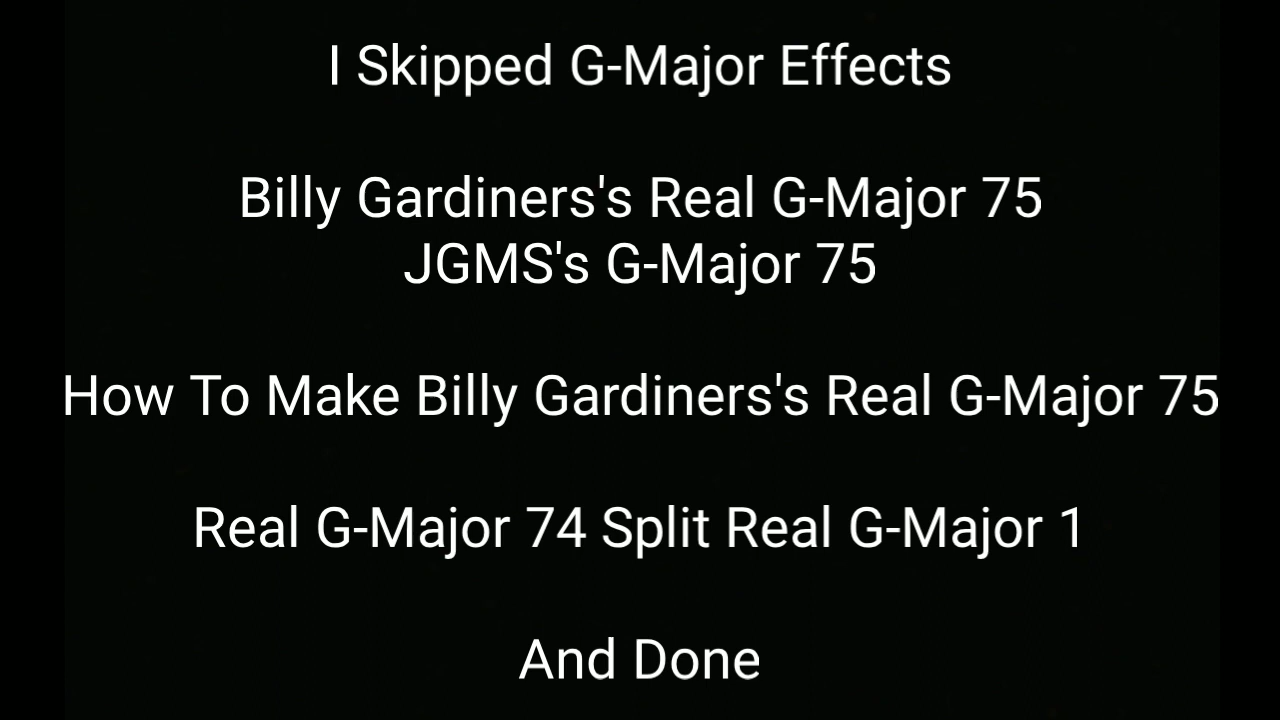 I Skipped G-Major Effects
Billy Gardiners's Real G-Major 75
JGMS's G-Major 75
How To Make Billy Gardiners's Real G-Major 75
Real G-Major 74 Split Real G-Major 1
And Done